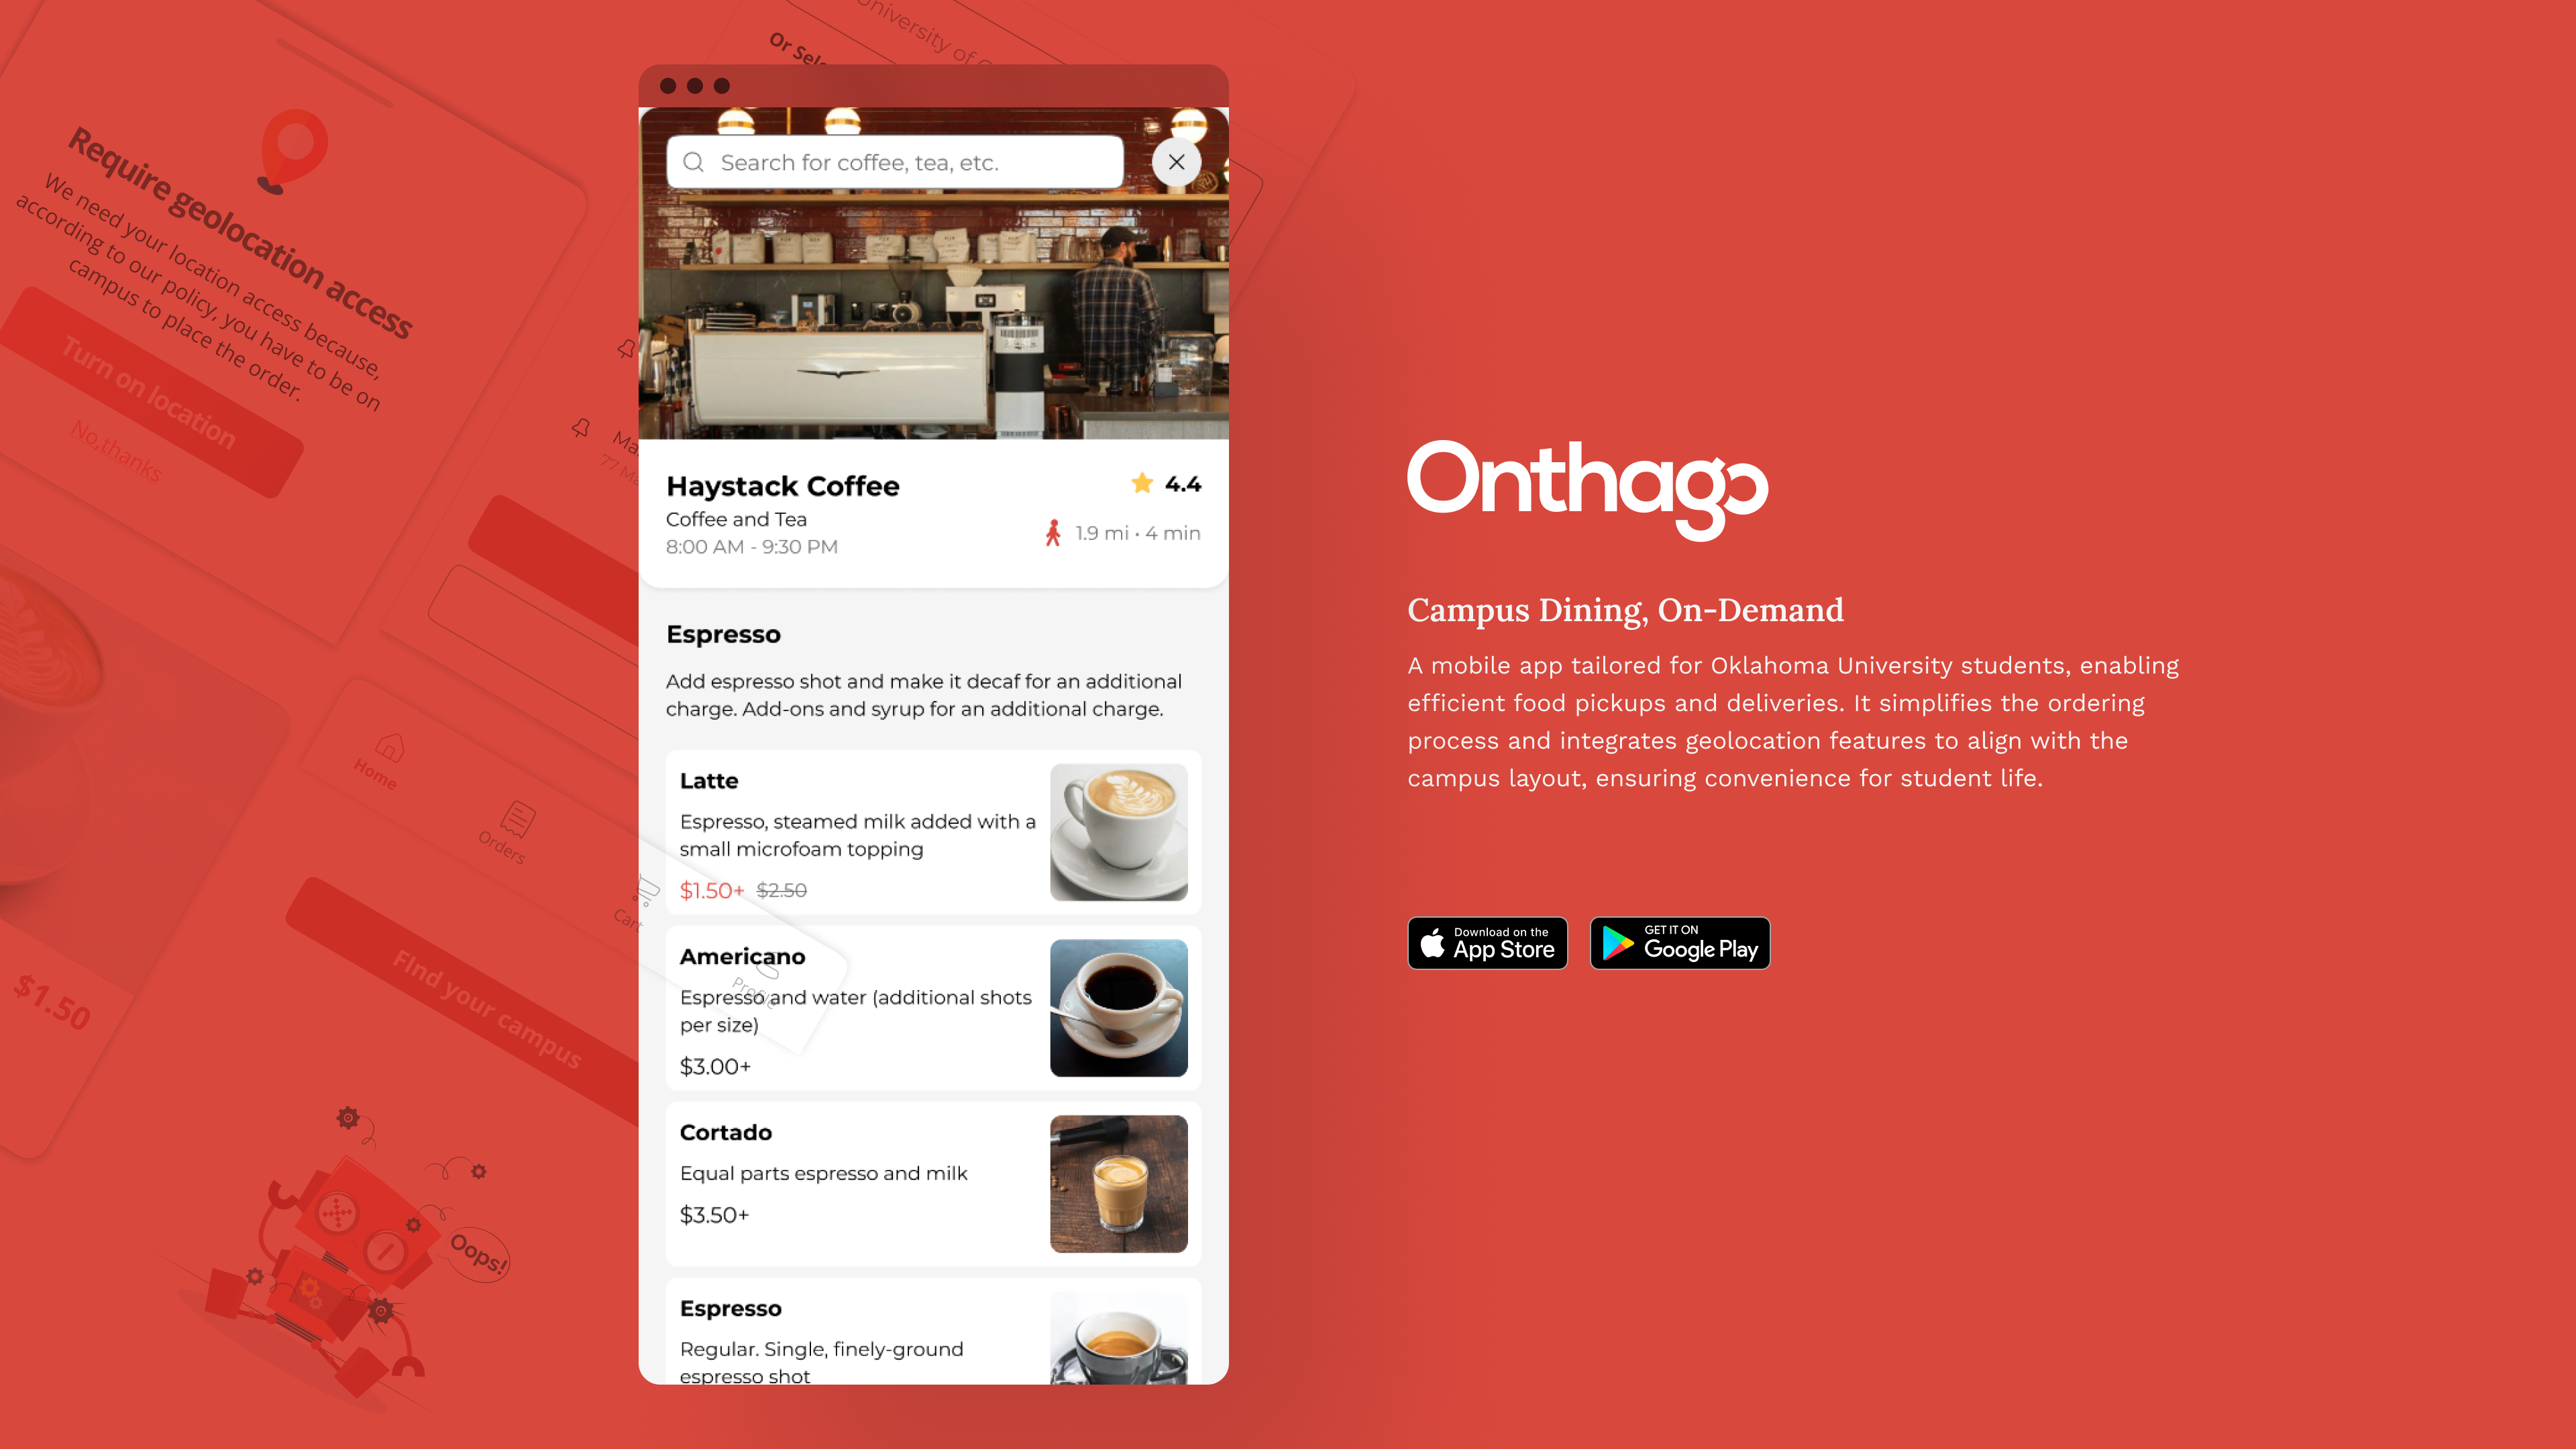 Require geolocation access
We need your location access because,
according to our policy, you have to be on
campus to place the order.
Turn on location
No,thanks
University of
Or Sele
77 Ma
Home
Orders
Cart
Profile
$1.50
Find your campus
Oops!
Search for coffee, tea, etc.
Haystack Coffee
4.4
Coffee and Tea
8:00 AM - 9:30 PM
1.9 mi • 4 min
Espresso
Add espresso shot and make it decaf for an additional
charge. Add-ons and syrup for an additional charge.
Latte
Espresso, steamed milk added with a
small microfoam topping
$1.50+ $2.50
Americano
Espresso and water (additional shots
per size)
$3.00+
Cortado
Equal parts espresso and milk
$3.50+
Espresso
Regular. Single, finely-ground
espresso shot
Onthago
Campus Dining, On-Demand
A mobile app tailored for Oklahoma University students, enabling
efficient food pickups and deliveries. It simplifies the ordering
process and integrates geolocation features to align with the
campus layout, ensuring convenience for student life.
Download on the
App Store
GET IT ON
Google Play